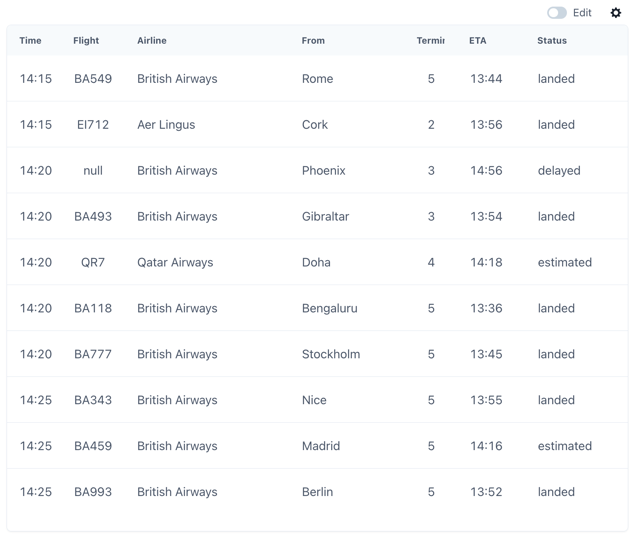 Edit
Time Flight Airline From Termin ETA Status
14:15 BA549 British Airways Rome 5 13:44 landed
14:15 EI712 Aer Lingus Cork 2 13:56 landed
14:20 null British Airways Phoenix 3 14:56 delayed
14:20 BA493 British Airways Gibraltar 3 13:54 landed
14:20 QR7 Qatar Airways Doha 4 14:18 estimated
14:20 BA118 British Airways Bengaluru 5 13:36 landed
14:20 BA777 British Airways Stockholm 5 13:45 landed
14:25 BA343 British Airways Nice 5 13:55 landed
14:25 BA459 British Airways Madrid 5 14:16 estimated
14:25 BA993 British Airways Berlin 5 13:52 landed